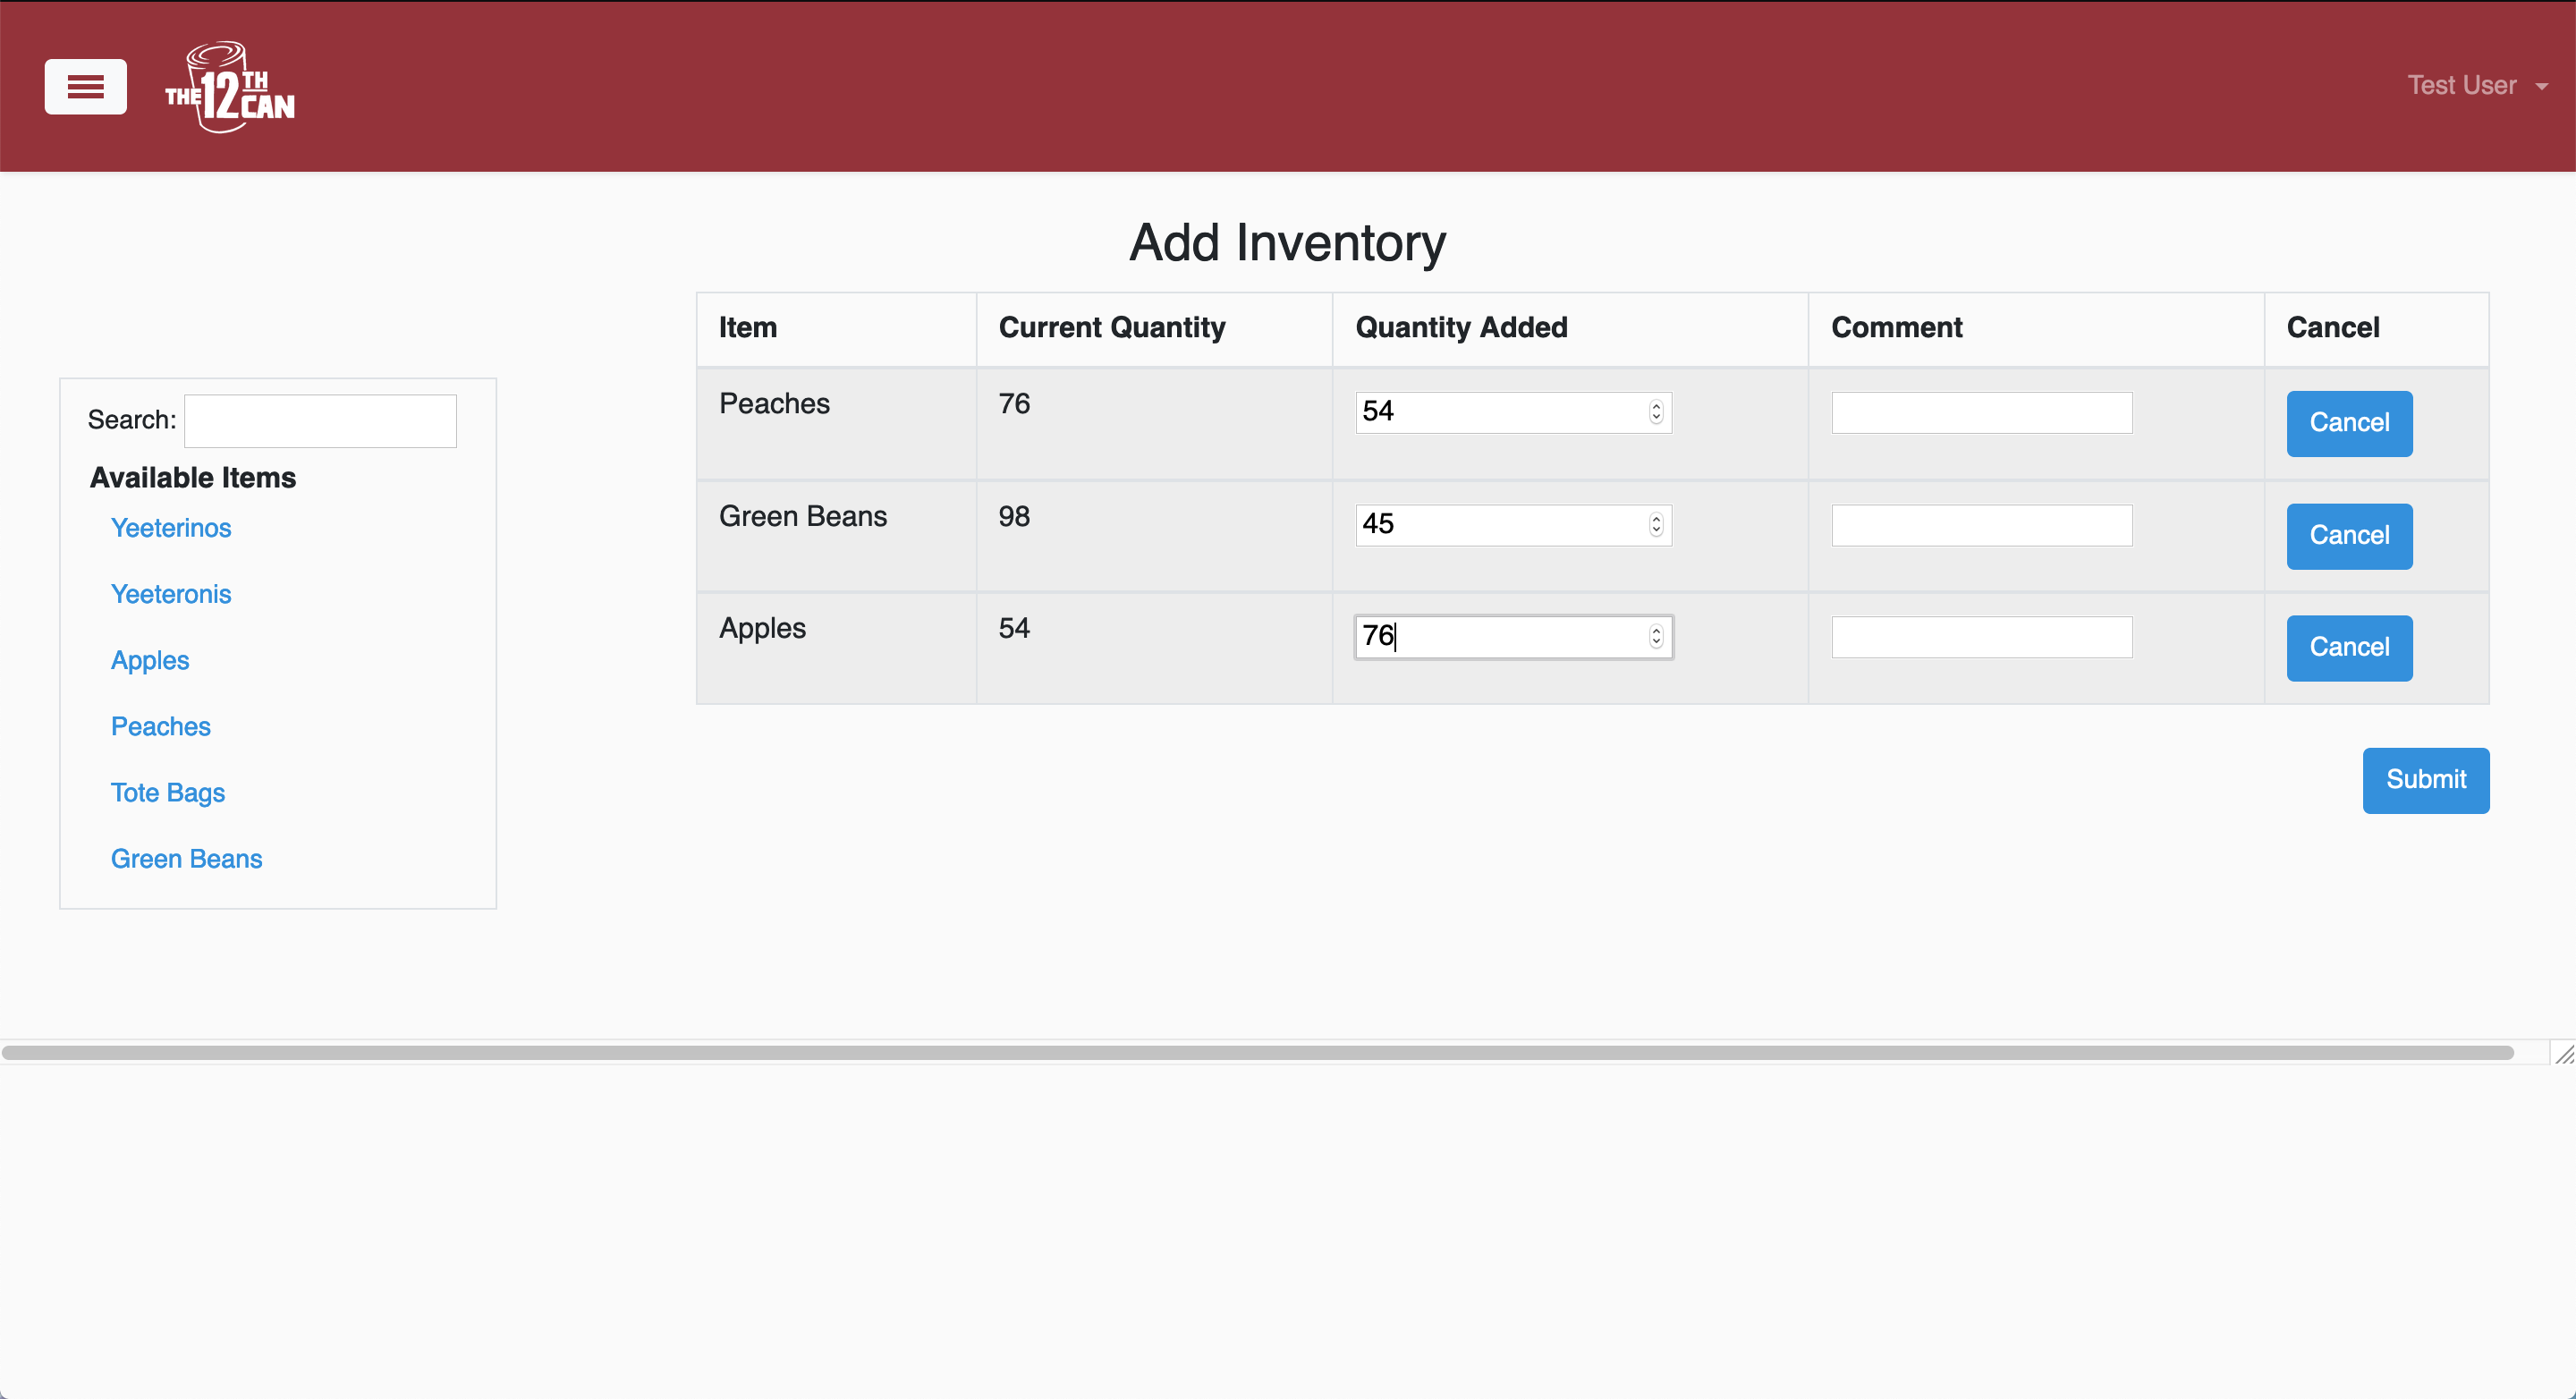 THE 12TH CAN
Test User
Add Inventory
Search:
Available Items
Yeeterinos
Yeeteronis
Apples
Peaches
Tote Bags
Green Beans
Item Current Quantity Quantity Added Comment Cancel
Peaches 76 54 Cancel
Green Beans 98 45 Cancel
Apples 54 76 Cancel
Submit